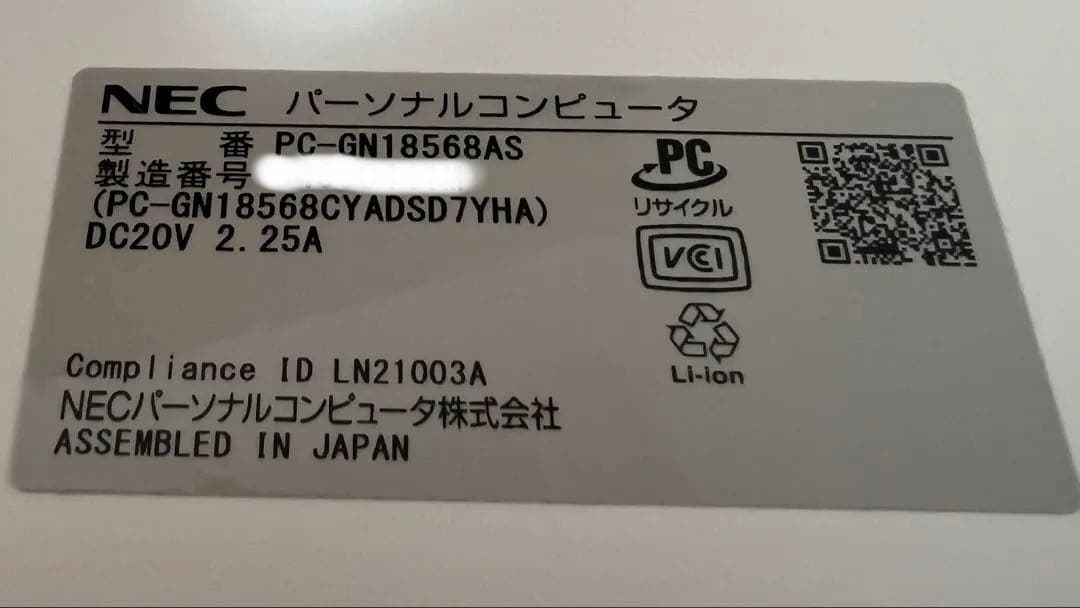 NEC パーソナルコンピュータ
型　　番 PC-GN18568AS
製造番号
(PC-GN18568CYADSD7YHA)
DC20V 2.25A
PC
リサイクル
VCI
Li-ion
Compliance ID LN21003A
NECパーソナルコンピュータ株式会社
ASSEMBLED IN JAPAN